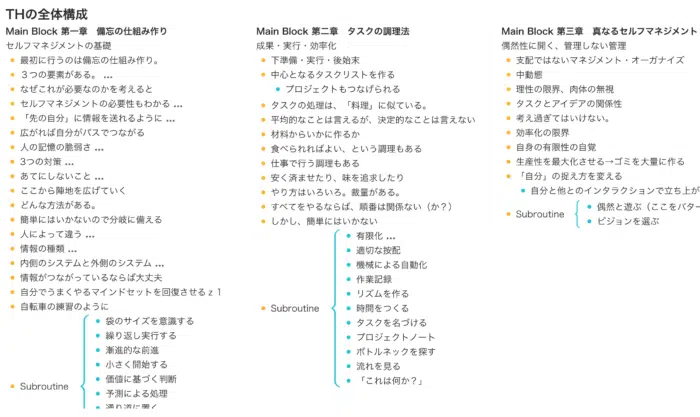 THの全体構成
Main Block 第一章　備忘の仕組み作り
セルフマネジメントの基礎
最初に行うのは備忘の仕組み作り。
３つの要素がある。 ...
なぜこれが必要なのかを考えると
セルフマネジメントの必要性もわかる ...
「先の自分」に情報を送れるように ...
広がれば自分がパスでつながる
人の記憶の脆弱さ ...
3つの対策 ...
あてにしないこと ...
ここから陣地を広げていく
どんな方法がある。
簡単にはいかないので分岐に備える
人によって違う ...
情報の種類 ...
内側のシステムと外側のシステム ...
情報がつながっているならば大丈夫
自分でうまくやるマインドセットを回復させるｚ１
自転車の練習のように
Subroutine
袋のサイズを意識する
繰り返し実行する
漸進的な前進
小さく開始する
価値に基づく判断
予測による処理
通り道に置く
Main Block 第二章　タスクの調理法
成果・実行・効率化
下準備・実行・後始末
中心となるタスクリストを作る
プロジェクトもつなげられる
タスクの処理は、「料理」に似ている。
平均的なことは言えるが、決定的なことは言えない
材料からいかに作るか
食べられればよい、という調理もある
仕事で行う調理もある
安く済ませたり、味を追求したり
やり方はいろいろ。裁量がある。
すべてをやるならば、順番は関係ない（か？）
しかし、簡単にはいかない
Subroutine
有限化 ...
適切な按配
機械による自動化
作業記録
リズムを作る
時間をつくる
タスクを名づける
プロジェクトノート
ボトルネックを探す
流れを見る
「これは何か？」
Main Block 第三章　真なるセルフマネジメント
偶然性に開く、管理しない管理
支配ではないマネジメント・オーガナイズ
中動態
理性の限界、肉体の無視
タスクとアイデアの関係性
考え過ぎてはいけない。
効率化の限界
自身の有限性の自覚
生産性を最大化させる→ゴミを大量に作る
「自分」の捉え方を変える
自分と他とのインタラクションで立ち上が
Subroutine
偶然と遊ぶ（ここをパター
ビジョンを選ぶ